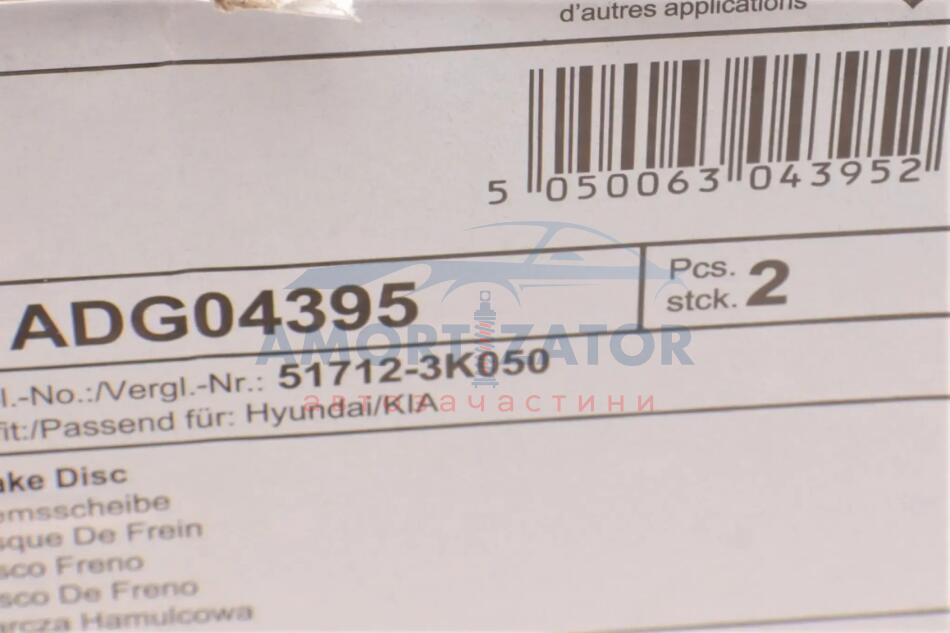 d'autres applications
5 050063 043952
ADG04395
Pcs. stck. 2
l.-No.:/Vergl.-Nr.: 51712-3K050
fit:/Passend für: Hyundai/KIA
AMORTIZATOR
автозапчастини
ake Disc
emsscheibe
sque De Frein
sco Freno
sco De Freno
arcza Hamulcowa